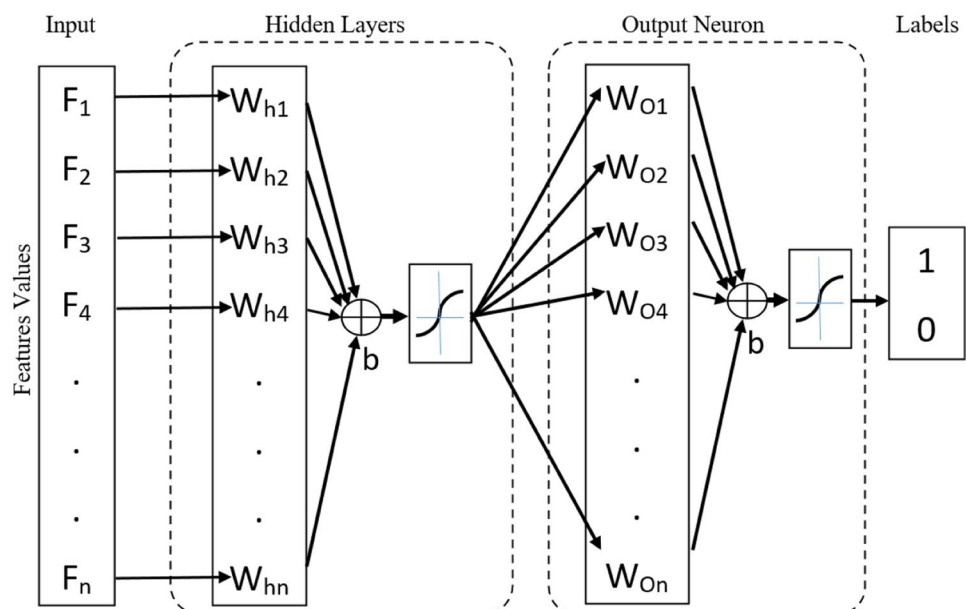 Input
Hidden Layers
Output Neuron
Labels
Features Values
F1
F2
F3
F4
.
.
.
Fn
Wh1
Wh2
Wh3
Wh4
.
.
.
Whn
b
WO1
WO2
WO3
WO4
.
.
.
WOn
b
1
0